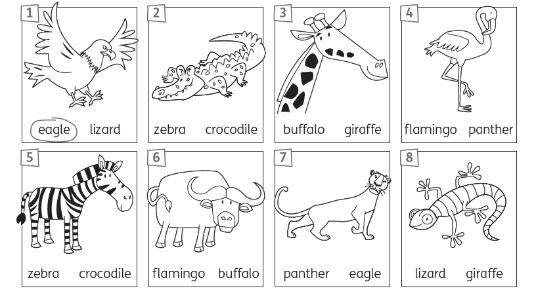 1
2
3
4
eagle lizard
zebra crocodile
buffalo giraffe
flamingo panther
5
6
7
8
zebra crocodile
flamingo buffalo
panther eagle
lizard giraffe